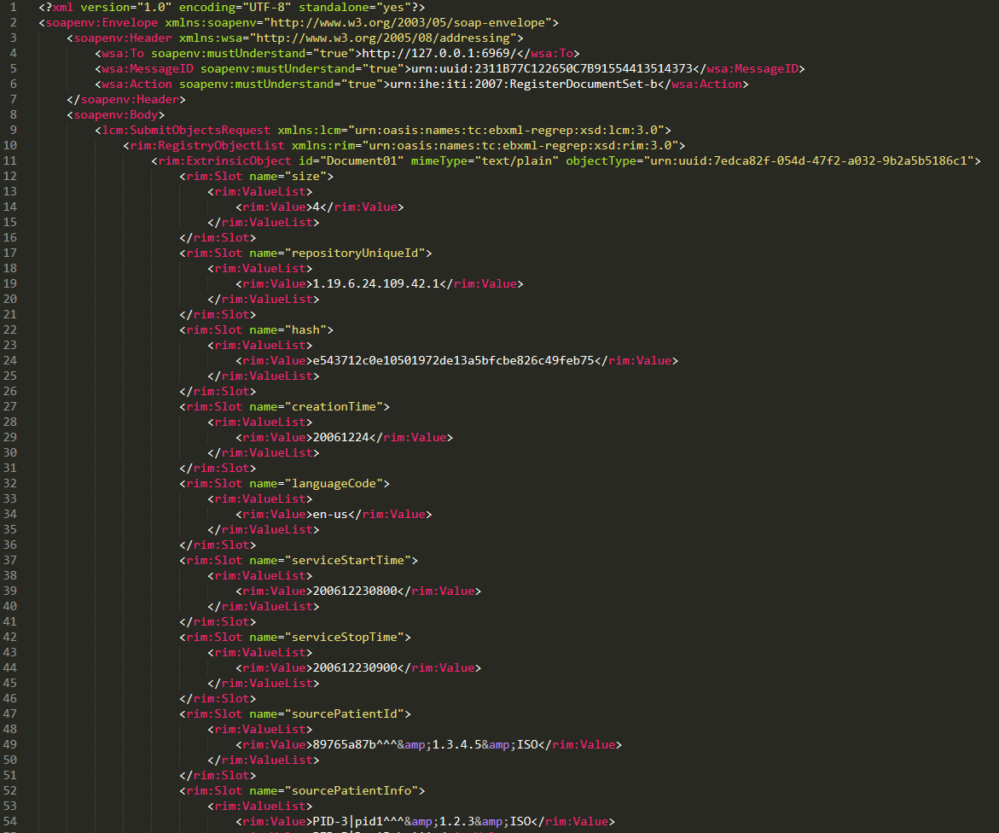 1 <?xml version="1.0" encoding="UTF-8" standalone="yes"?>
2 <soapenv:Envelope xmlns:soapenv="http://www.w3.org/2003/05/soap-envelope">
3 <soapenv:Header xmlns:wsa="http://www.w3.org/2005/08/addressing">
4 <wsa:To soapenv:mustUnderstand="true">http://127.0.0.1:6969/</wsa:To>
5 <wsa:MessageID soapenv:mustUnderstand="true">urn:uuid:2311B77C122650C7B91554413514373</wsa:MessageID>
6 <wsa:Action soapenv:mustUnderstand="true">urn:ihe:iti:2007:RegisterDocumentSet-b</wsa:Action>
7 </soapenv:Header>
8 <soapenv:Body>
9 <lcm:SubmitObjectsRequest xmlns:lcm="urn:oasis:names:tc:ebxml-regrep:xsd:lcm:3.0">
10 <rim:RegistryObjectList xmlns:rim="urn:oasis:names:tc:ebxml-regrep:xsd:rim:3.0">
11 <rim:ExtrinsicObject id="Document01" mimeType="text/plain" objectType="urn:uuid:7edca82f-054d-47f2-a032-9b2a5b5186c1">
12 <rim:Slot name="size">
13 <rim:ValueList>
14 <rim:Value>4</rim:Value>
15 </rim:ValueList>
16 </rim:Slot>
17 <rim:Slot name="repositoryUniqueId">
18 <rim:ValueList>
19 <rim:Value>1.19.6.24.109.42.1</rim:Value>
20 </rim:ValueList>
21 </rim:Slot>
22 <rim:Slot name="hash">
23 <rim:ValueList>
24 <rim:Value>e543712c0e10501972de13a5bfcbe826c49feb75</rim:Value>
25 </rim:ValueList>
26 </rim:Slot>
27 <rim:Slot name="creationTime">
28 <rim:ValueList>
29 <rim:Value>20061224</rim:Value>
30 </rim:ValueList>
31 </rim:Slot>
32 <rim:Slot name="languageCode">
33 <rim:ValueList>
34 <rim:Value>en-us</rim:Value>
35 </rim:ValueList>
36 </rim:Slot>
37 <rim:Slot name="serviceStartTime">
38 <rim:ValueList>
39 <rim:Value>200612230800</rim:Value>
40 </rim:ValueList>
41 </rim:Slot>
42 <rim:Slot name="serviceStopTime">
43 <rim:ValueList>
44 <rim:Value>200612230900</rim:Value>
45 </rim:ValueList>
46 </rim:Slot>
47 <rim:Slot name="sourcePatientId">
48 <rim:ValueList>
49 <rim:Value>89765a87b^^^&amp;1.3.4.5&amp;ISO</rim:Value>
50 </rim:ValueList>
51 </rim:Slot>
52 <rim:Slot name="sourcePatientInfo">
53 <rim:ValueList>
54 <rim:Value>PID-3|pid1^^^&amp;1.2.3&amp;ISO</rim:Value>